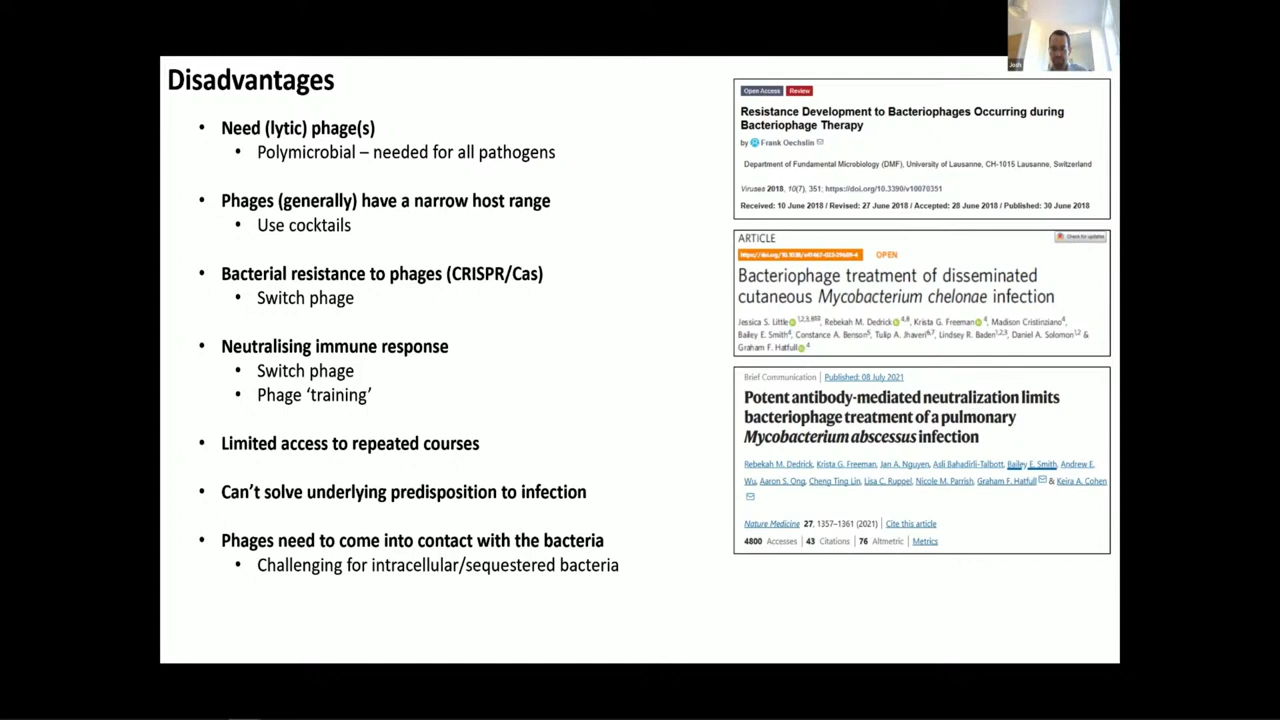 Josh
Disadvantages
• Need (lytic) phage(s)
• Polymicrobial – needed for all pathogens
• Phages (generally) have a narrow host range
• Use cocktails
• Bacterial resistance to phages (CRISPR/Cas)
• Switch phage
• Neutralising immune response
• Switch phage
• Phage ‘training’
• Limited access to repeated courses
• Can’t solve underlying predisposition to infection
• Phages need to come into contact with the bacteria
• Challenging for intracellular/sequestered bacteria
Open Access Review
Resistance Development to Bacteriophages Occurring during
Bacteriophage Therapy
by Frank Oechslin
Department of Fundamental Microbiology (DMF), University of Lausanne, CH-1015 Lausanne, Switzerland
Viruses 2018, 10(7), 351; https://doi.org/10.3390/v10070351
Received: 10 June 2018 / Revised: 27 June 2018 / Accepted: 28 June 2018 / Published: 30 June 2018
ARTICLE Check for updates
OPEN
Bacteriophage treatment of disseminated
cutaneous Mycobacterium chelonae infection
Jessica S. Little, Rebekah M. Dedrick, Krista G. Freeman, Madison Cristinziano,
Bailey E. Smith, Constance A. Benson, Tulip A. Jhaveri, Lindsey R. Baden, Daniel A. Solomon &
Graham F. Hatfull
Brief Communication | Published: 08 July 2021
Potent antibody-mediated neutralization limits
bacteriophage treatment of a pulmonary
Mycobacterium abscessus infection
Rebekah M. Dedrick, Krista G. Freeman, Jan A. Nguyen, Asli Bahadirli-Talbott, Bailey E. Smith, Andrew E.
Wu, Aaron S. Ong, Cheng Ting Lin, Lisa C. Ruppel, Nicole M. Parrish, Graham F. Hatfull & Keira A. Cohen
Nature Medicine 27, 1357–1361 (2021) | Cite this article
4800 Accesses | 43 Citations | 76 Altmetric | Metrics